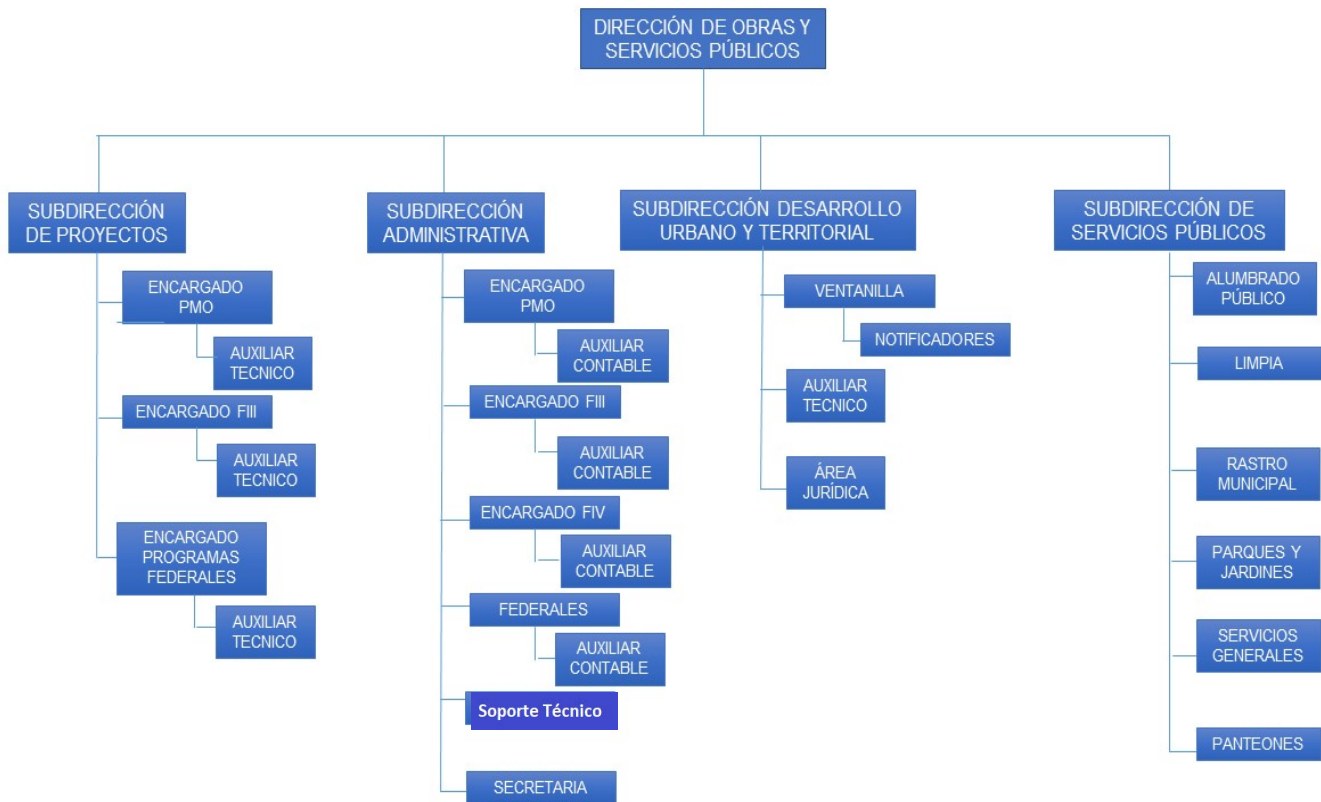 DIRECCIÓN DE OBRAS Y
SERVICIOS PÚBLICOS
SUBDIRECCIÓN
DE PROYECTOS
ENCARGADO
PMO
AUXILIAR
TECNICO
ENCARGADO FIII
AUXILIAR
TECNICO
ENCARGADO
PROGRAMAS
FEDERALES
AUXILIAR
TECNICO
SUBDIRECCIÓN
ADMINISTRATIVA
ENCARGADO
PMO
AUXILIAR
CONTABLE
ENCARGADO FIII
AUXILIAR
CONTABLE
ENCARGADO FIV
AUXILIAR
CONTABLE
FEDERALES
AUXILIAR
CONTABLE
Soporte Técnico
SECRETARIA
SUBDIRECCIÓN DESARROLLO
URBANO Y TERRITORIAL
VENTANILLA
NOTIFICADORES
AUXILIAR
TECNICO
ÁREA
JURÍDICA
SUBDIRECCIÓN DE
SERVICIOS PÚBLICOS
ALUMBRADO
PÚBLICO
LIMPIA
RASTRO
MUNICIPAL
PARQUES Y
JARDINES
SERVICIOS
GENERALES
PANTEONES